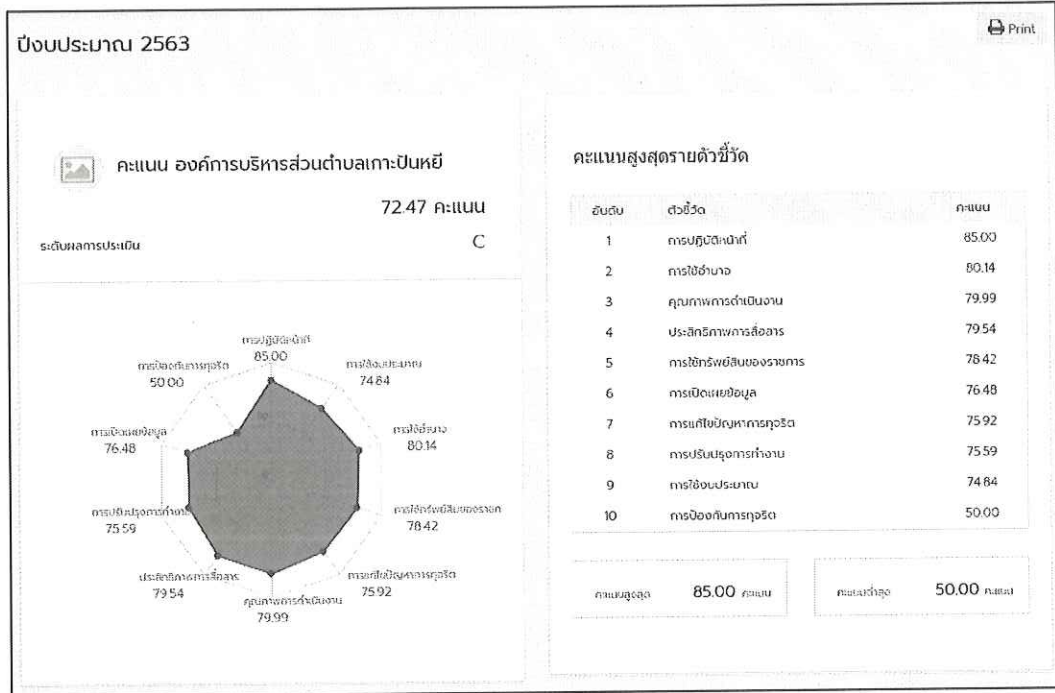 ปีงบประมาณ 2563
Print
คะแนน องค์การบริหารส่วนตำบลเกาะปันหยี
72.47 คะแนน
ระดับผลการประเมิน C
การปฏิบัติหน้าที่
85.00
การใช้งบประมาณ
74.84
การใช้อำนาจ
80.14
การใช้ทรัพย์สินของราชก
78.42
การแก้ไขปัญหาการทุจริต
75.92
คุณภาพการดำเนินงาน
79.99
ประสิทธิภาพการสื่อสาร
79.54
การปรับปรุงการทำงาน
75.59
การเปิดเผยข้อมูล
76.48
การป้องกันการทุจริต
50.00
คะแนนสูงสุดรายตัวชี้วัด
อันดับ ตัวชี้วัด คะแนน
1 การปฏิบัติหน้าที่ 85.00
2 การใช้อำนาจ 80.14
3 คุณภาพการดำเนินงาน 79.99
4 ประสิทธิภาพการสื่อสาร 79.54
5 การใช้ทรัพย์สินของราชการ 78.42
6 การเปิดเผยข้อมูล 76.48
7 การแก้ไขปัญหาการทุจริต 75.92
8 การปรับปรุงการทำงาน 75.59
9 การใช้งบประมาณ 74.84
10 การป้องกันการทุจริต 50.00
คะแนนสูงสุด 85.00 คะแนน
คะแนนต่ำสุด 50.00 คะแนน